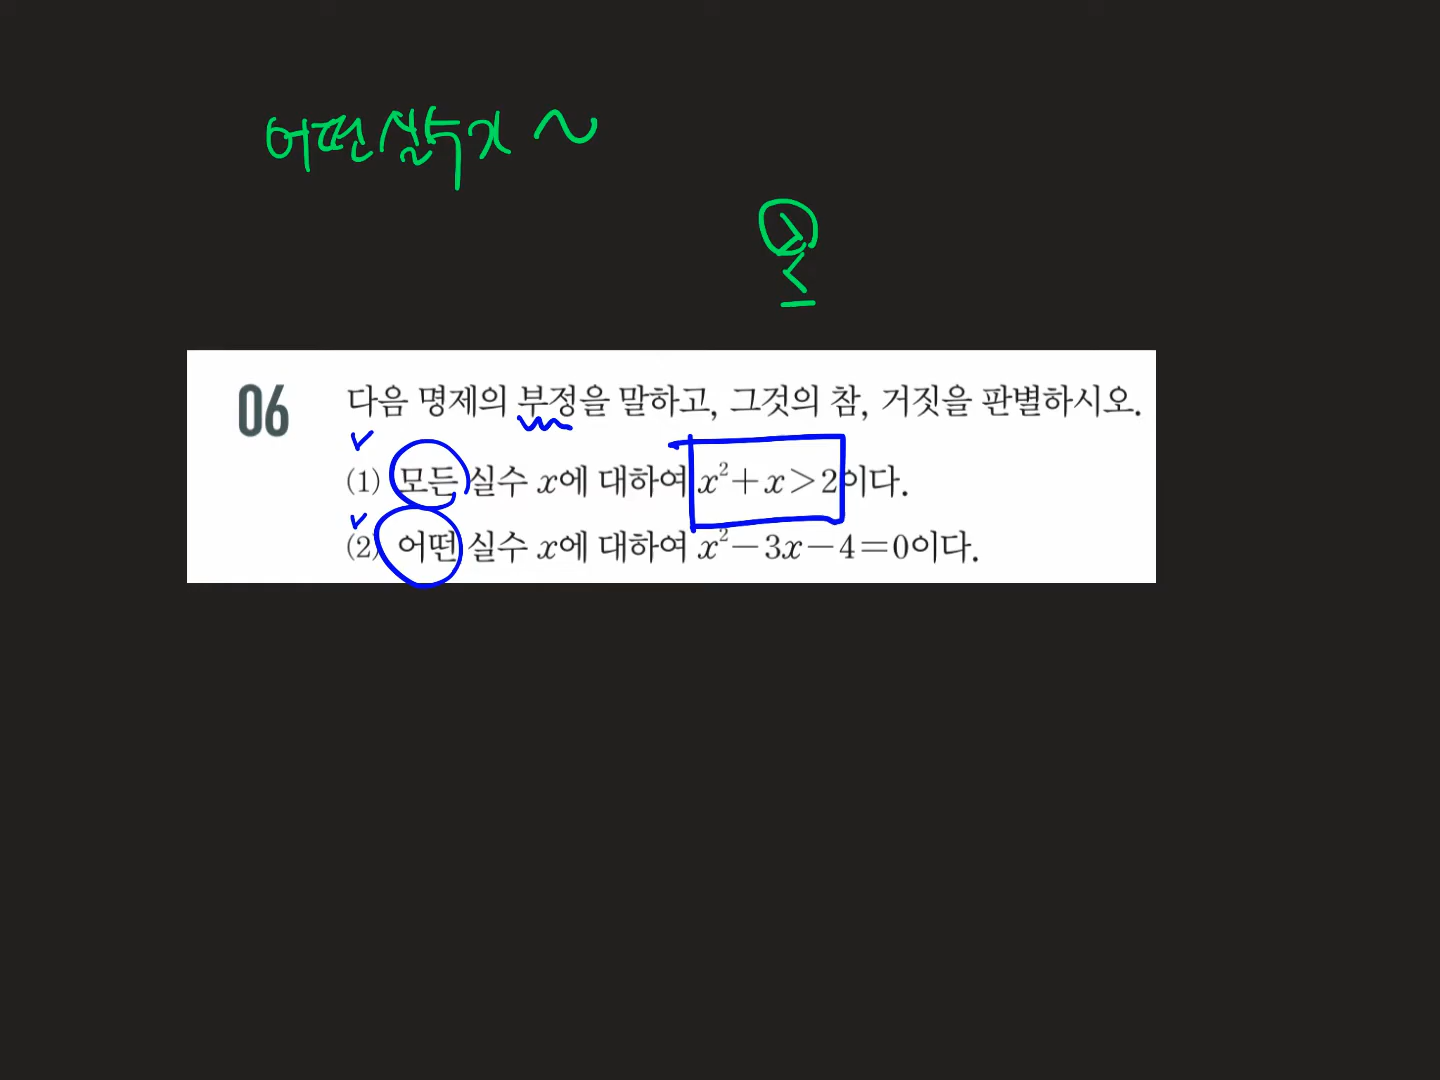 어떤 실수 x ~
>
≤
06 다음 명제의 부정을 말하고, 그것의 참, 거짓을 판별하시오.
(1) 모든 실수 x에 대하여 x²+x>2이다.
(2) 어떤 실수 x에 대하여 x²-3x-4=0이다.